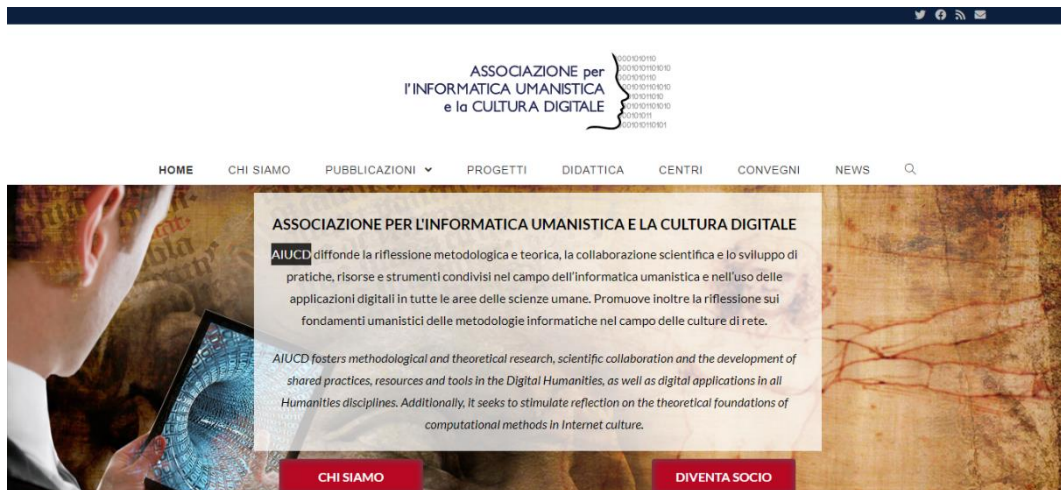 ASSOCIAZIONE per
l'INFORMATICA UMANISTICA
e la CULTURA DIGITALE
0001010110
0001010110
HOME CHI SIAMO PUBBLICAZIONI PROGETTI DIDATTICA CENTRI CONVEGNI NEWS
ASSOCIAZIONE PER L'INFORMATICA UMANISTICA E LA CULTURA DIGITALE
AIUCD diffonde la riflessione metodologica e teorica, la collaborazione scientifica e lo sviluppo di
pratiche, risorse e strumenti condivisi nel campo dell'informatica umanistica e nell'uso delle
applicazioni digitali in tutte le aree delle scienze umane. Promuove inoltre la riflessione sui
fondamenti umanistici delle metodologie informatiche nel campo delle culture di rete.
AIUCD fosters methodological and theoretical research, scientific collaboration and the development of
shared practices, resources and tools in the Digital Humanities, as well as digital applications in all
Humanities disciplines. Additionally, it seeks to stimulate reflection on the theoretical foundations of
computational methods in Internet culture.
CHI SIAMO DIVENTA SOCIO